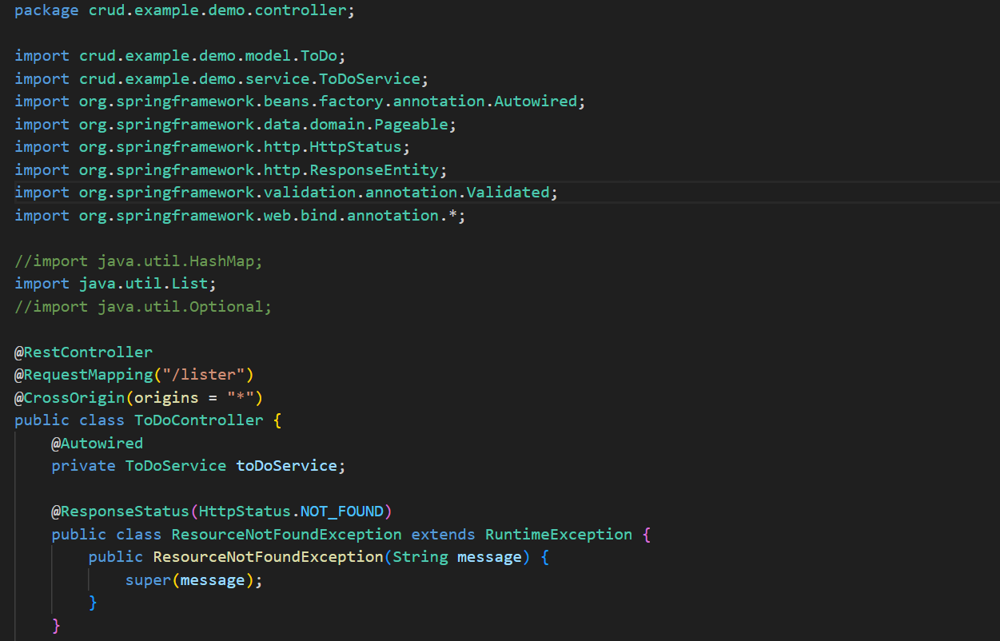 package crud.example.demo.controller;
import crud.example.demo.model.ToDo;
import crud.example.demo.service.ToDoService;
import org.springframework.beans.factory.annotation.Autowired;
import org.springframework.data.domain.Pageable;
import org.springframework.http.HttpStatus;
import org.springframework.http.ResponseEntity;
import org.springframework.validation.annotation.Validated;
import org.springframework.web.bind.annotation.*;
//import java.util.HashMap;
import java.util.List;
//import java.util.Optional;
@RestController
@RequestMapping("/lister")
@CrossOrigin(origins = "*")
public class ToDoController {
    @Autowired
    private ToDoService toDoService;
    @ResponseStatus(HttpStatus.NOT_FOUND)
    public class ResourceNotFoundException extends RuntimeException {
        public ResourceNotFoundException(String message) {
            super(message);
        }
    }